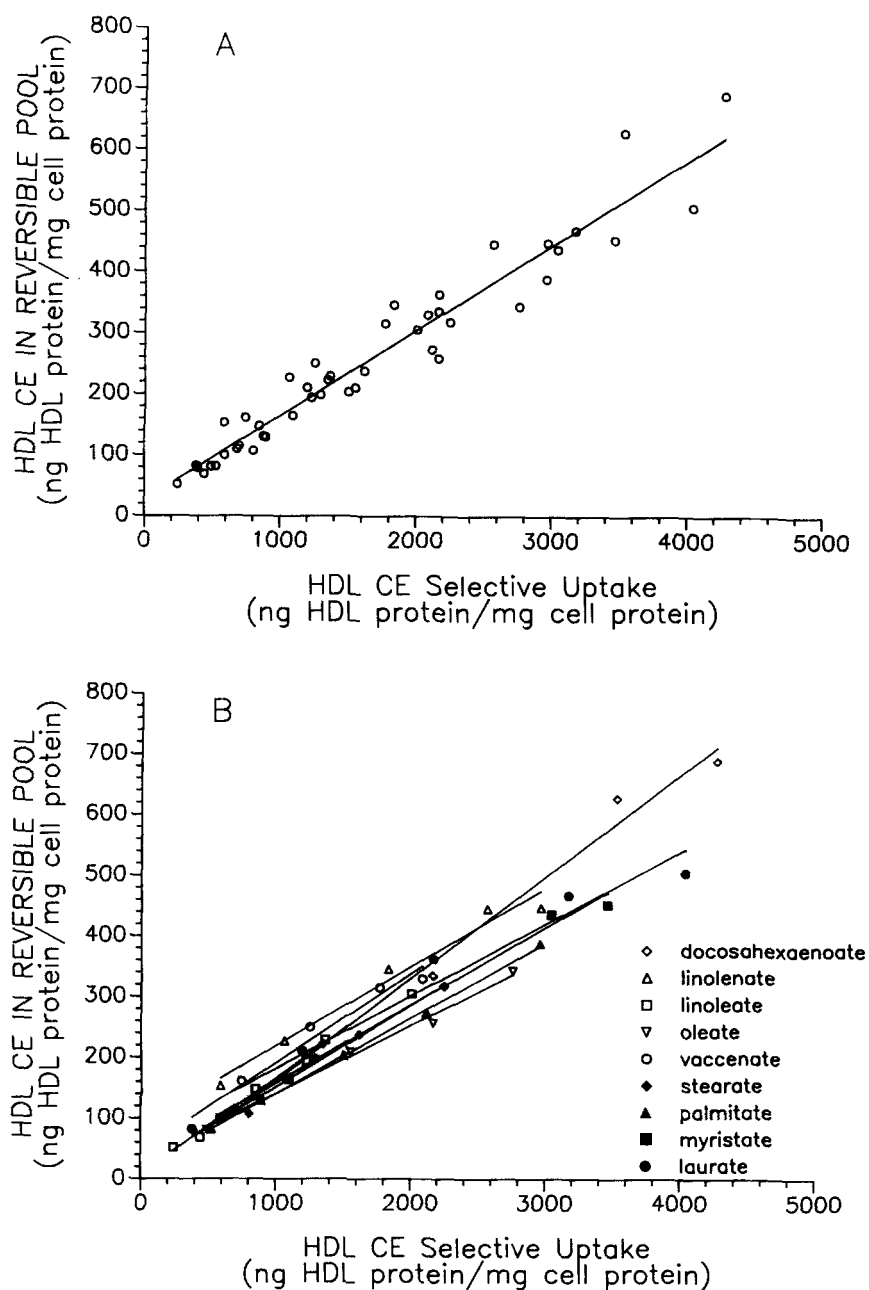 A
800
700
600
500
400
300
200
100
0
HDL CE IN REVERSIBLE POOL
(ng HDL protein/mg cell protein)
0 1000 2000 3000 4000 5000
HDL CE Selective Uptake
(ng HDL protein/mg cell protein)
B
800
700
600
500
400
300
200
100
0
HDL CE IN REVERSIBLE POOL
(ng HDL protein/mg cell protein)
docosahexaenoate
linolenate
linoleate
oleate
vaccenate
stearate
palmitate
myristate
laurate
0 1000 2000 3000 4000 5000
HDL CE Selective Uptake
(ng HDL protein/mg cell protein)